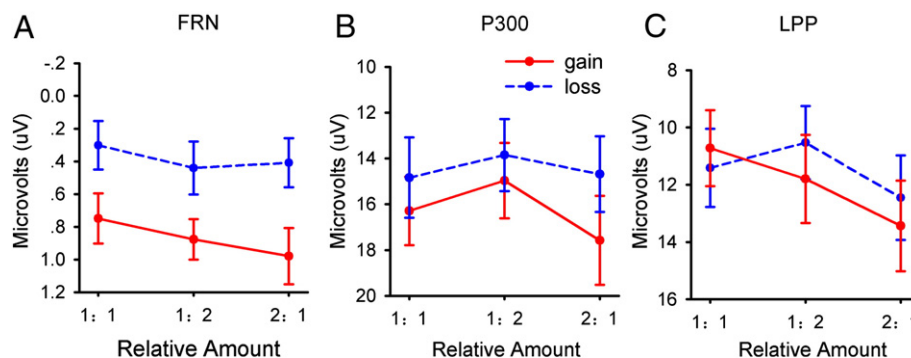 A FRN
Microvolts (uV)
-.2
0.0
.2
.4
.6
.8
1.0
1.2
1: 1 1: 2 2: 1
Relative Amount
B P300
gain
loss
Microvolts (uV)
10
12
14
16
18
20
1: 1 1: 2 2: 1
Relative Amount
C LPP
Microvolts (uV)
8
10
12
14
16
1: 1 1: 2 2: 1
Relative Amount